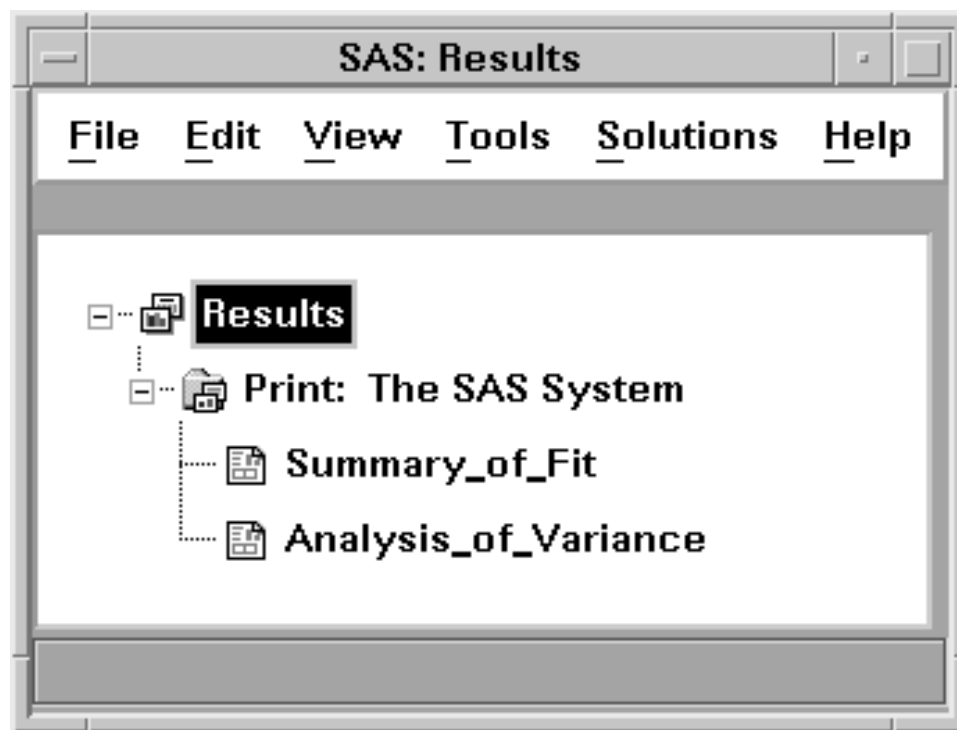 SAS: Results
File Edit View Tools Solutions Help
Results
Print: The SAS System
Summary_of_Fit
Analysis_of_Variance